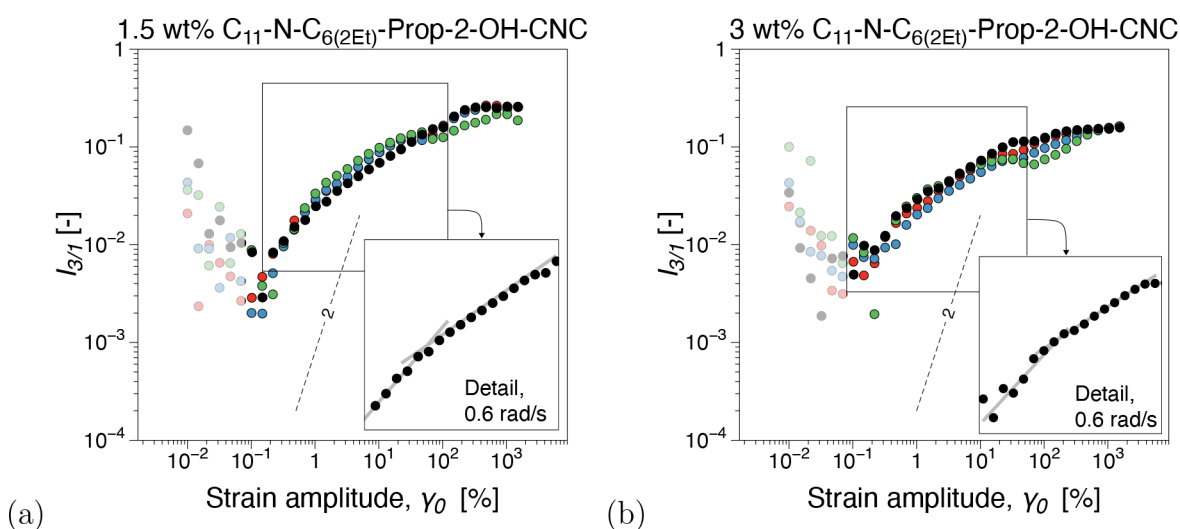 1.5 wt% C₁₁-N-C₆₍₂Et₎-Prop-2-OH-CNC
I₃/₁ [-]
1
10⁻¹
10⁻²
10⁻³
10⁻⁴
2
Detail,
0.6 rad/s
10⁻² 10⁻¹ 1 10¹ 10² 10³
Strain amplitude, γ₀ [%]
(a)
3 wt% C₁₁-N-C₆₍₂Et₎-Prop-2-OH-CNC
I₃/₁ [-]
1
10⁻¹
10⁻²
10⁻³
10⁻⁴
2
Detail,
0.6 rad/s
10⁻² 10⁻¹ 1 10¹ 10² 10³
Strain amplitude, γ₀ [%]
(b)